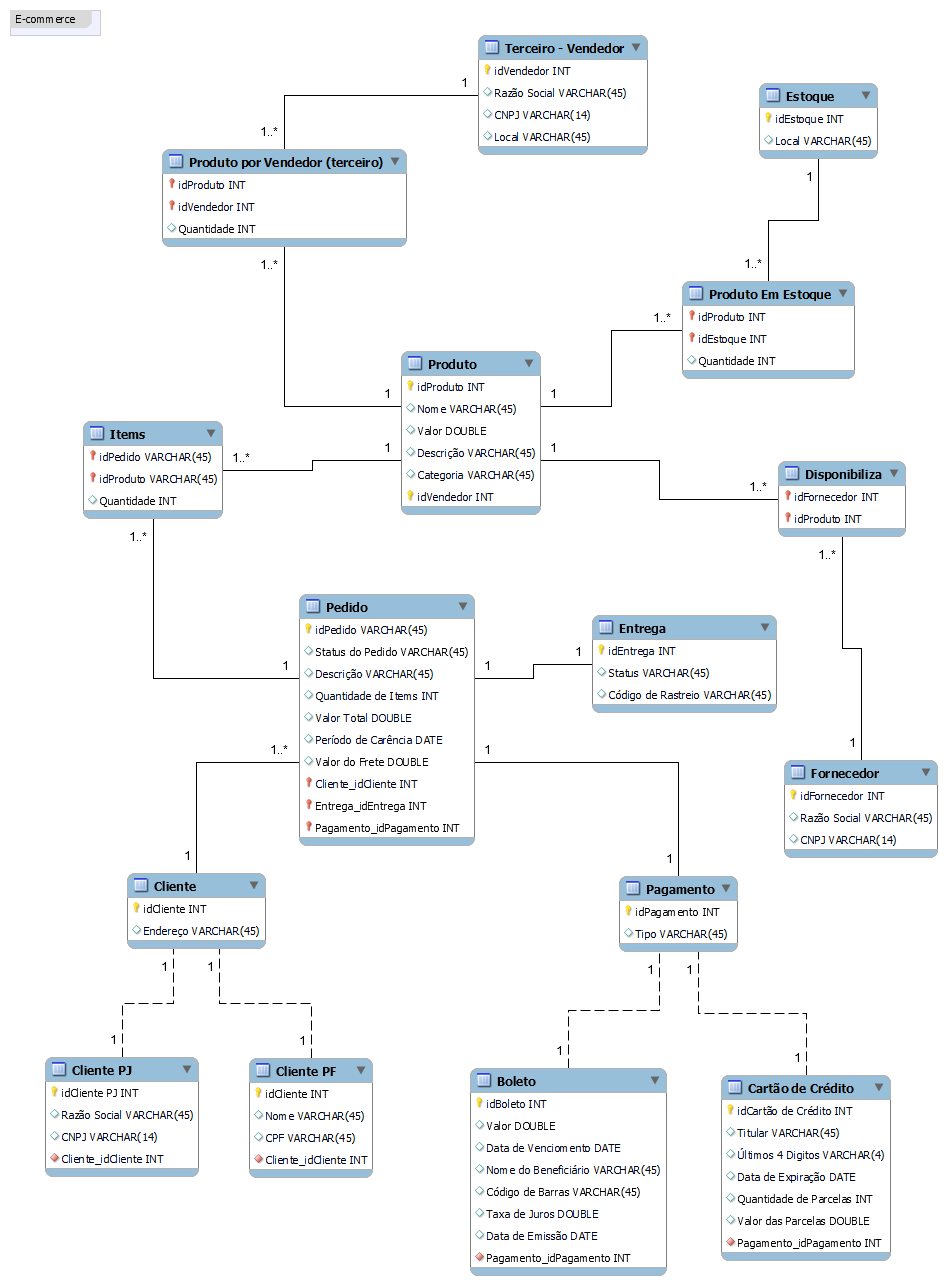 E-commerce
Terceiro - Vendedor
idVendedor INT
Razão Social VARCHAR(45)
CNPJ VARCHAR(14)
Local VARCHAR(45)
1
1..*
Estoque
idEstoque INT
Local VARCHAR(45)
1
1..*
Produto por Vendedor (terceiro)
idProduto INT
idVendedor INT
Quantidade INT
1..*
1
Produto Em Estoque
idProduto INT
idEstoque INT
Quantidade INT
1..*
1
Produto
idProduto INT
Nome VARCHAR(45)
Valor DOUBLE
Descrição VARCHAR(45)
Categoria VARCHAR(45)
idVendedor INT
1
1
Items
idPedido VARCHAR(45)
idProduto VARCHAR(45)
Quantidade INT
1..*
1..*
1
Disponibiliza
idFornecedor INT
idProduto INT
1..*
1..*
1
Pedido
idPedido VARCHAR(45)
Status do Pedido VARCHAR(45)
Descrição VARCHAR(45)
Quantidade de Items INT
Valor Total DOUBLE
Período de Carência DATE
Valor do Frete DOUBLE
Cliente_idCliente INT
Entrega_idEntrega INT
Pagamento_idPagamento INT
1
1
1..*
1
Entrega
idEntrega INT
Status VARCHAR(45)
Código de Rastreio VARCHAR(45)
1
Fornecedor
idFornecedor INT
Razão Social VARCHAR(45)
CNPJ VARCHAR(14)
Cliente
idCliente INT
Endereço VARCHAR(45)
1
1
1
1
Pagamento
idPagamento INT
Tipo VARCHAR(45)
1
1
1
1
Cliente PJ
idCliente PJ INT
Razão Social VARCHAR(45)
CNPJ VARCHAR(14)
Cliente_idCliente INT
Cliente PF
idCliente INT
Nome VARCHAR(45)
CPF VARCHAR(45)
Cliente_idCliente INT
Boleto
idBoleto INT
Valor DOUBLE
Data de Venciomento DATE
Nome do Beneficiário VARCHAR(45)
Código de Barras VARCHAR(45)
Taxa de Juros DOUBLE
Data de Emissão DATE
Pagamento_idPagamento INT
Cartão de Crédito
idCartão de Crédito INT
Titular VARCHAR(45)
Últimos 4 Digitos VARCHAR(4)
Data de Expiração DATE
Quantidade de Parcelas INT
Valor das Parcelas DOUBLE
Pagamento_idPagamento INT